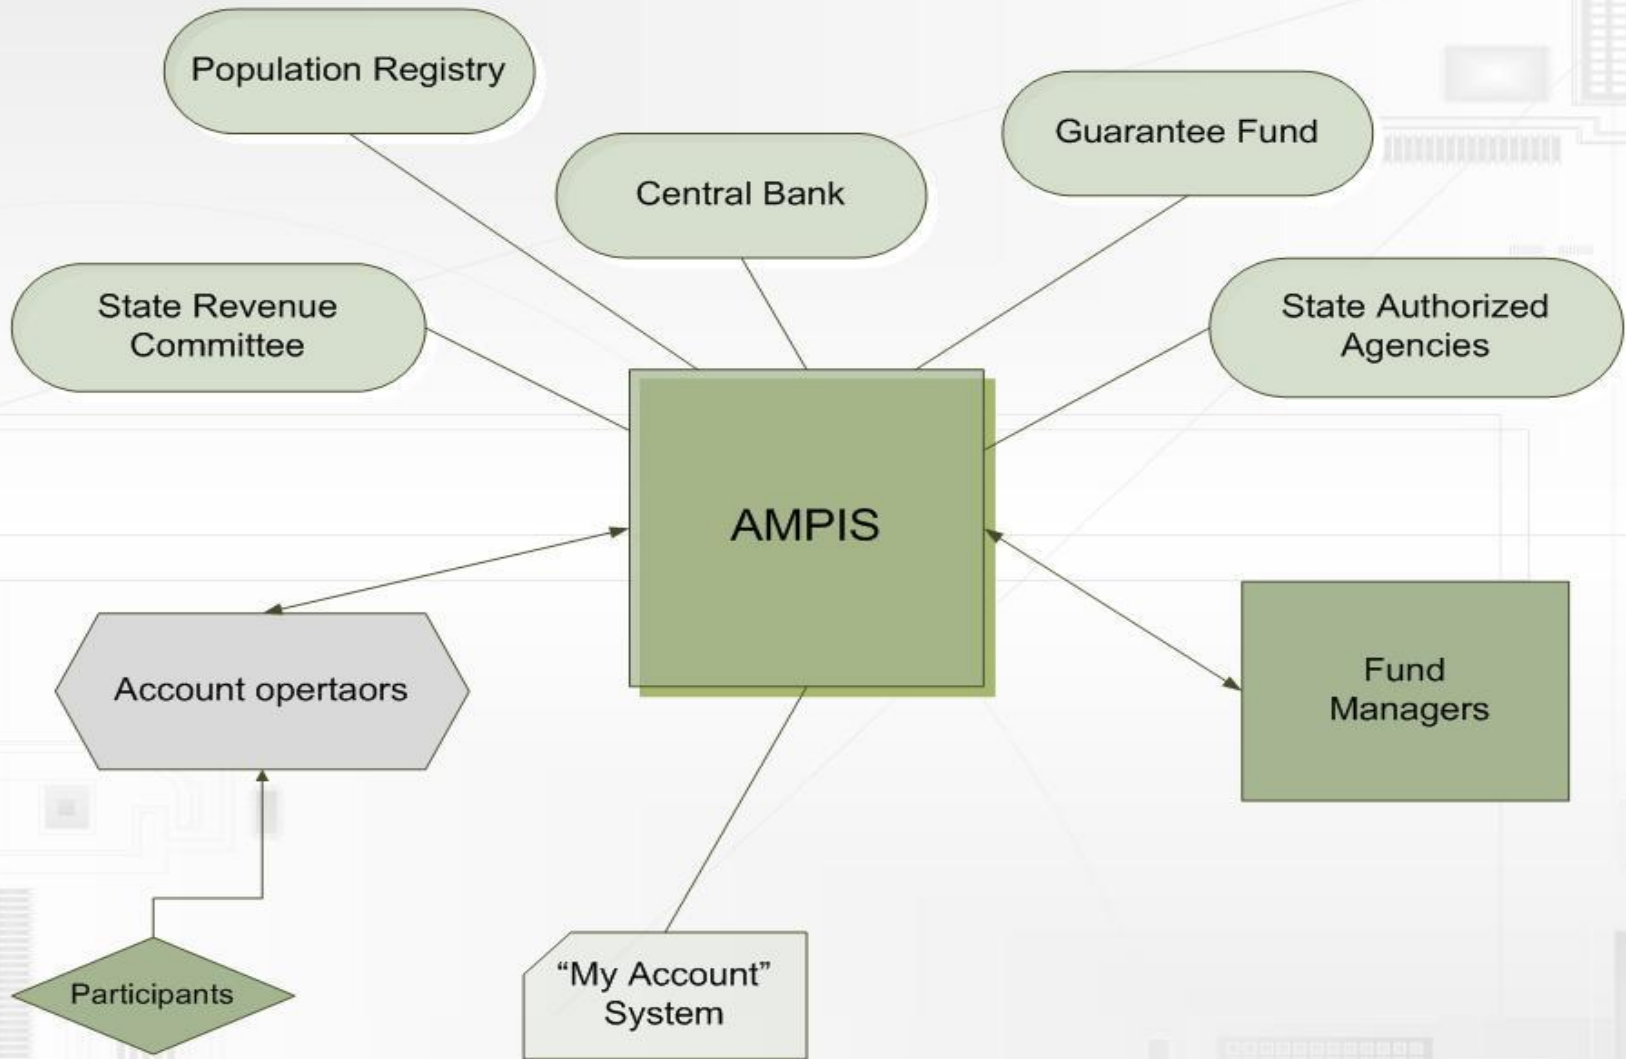 Population Registry
Guarantee Fund
Central Bank
State Revenue
Committee
State Authorized
Agencies
AMPIS
Account opertaors
Fund
Managers
Participants
“My Account”
System